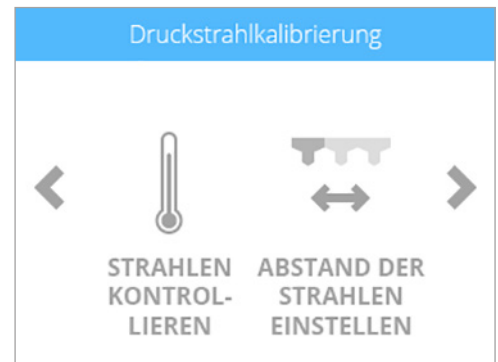 Druckstrahlkalibrierung
STRAHLEN
KONTROL-
LIEREN
ABSTAND DER
STRAHLEN
EINSTELLEN